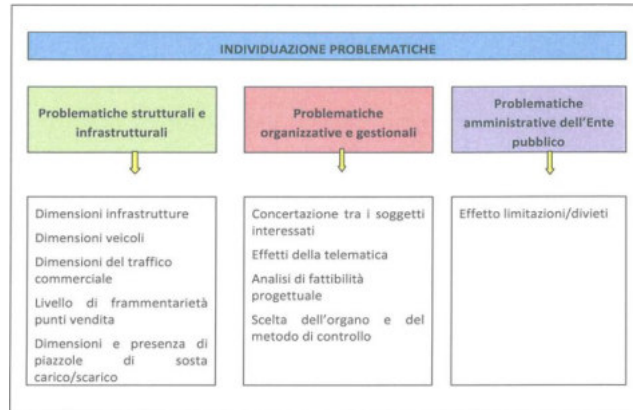 INDIVIDUAZIONE PROBLEMATICHE
Problematiche strutturali e
infrastrutturali
Problematiche
organizzative e gestionali
Problematiche
amministrative dell'Ente
pubblico
Dimensioni infrastrutture
Dimensioni veicoli
Dimensioni del traffico
commerciale
Livello di frammentarietà
punti vendita
Dimensioni e presenza di
piazzole di sosta
carico/scarico
Concertazione tra i soggetti
interessati
Effetti della telematica
Analisi di fattibilità
progettuale
Scelta dell'organo e del
metodo di controllo
Effetto limitazioni/divieti